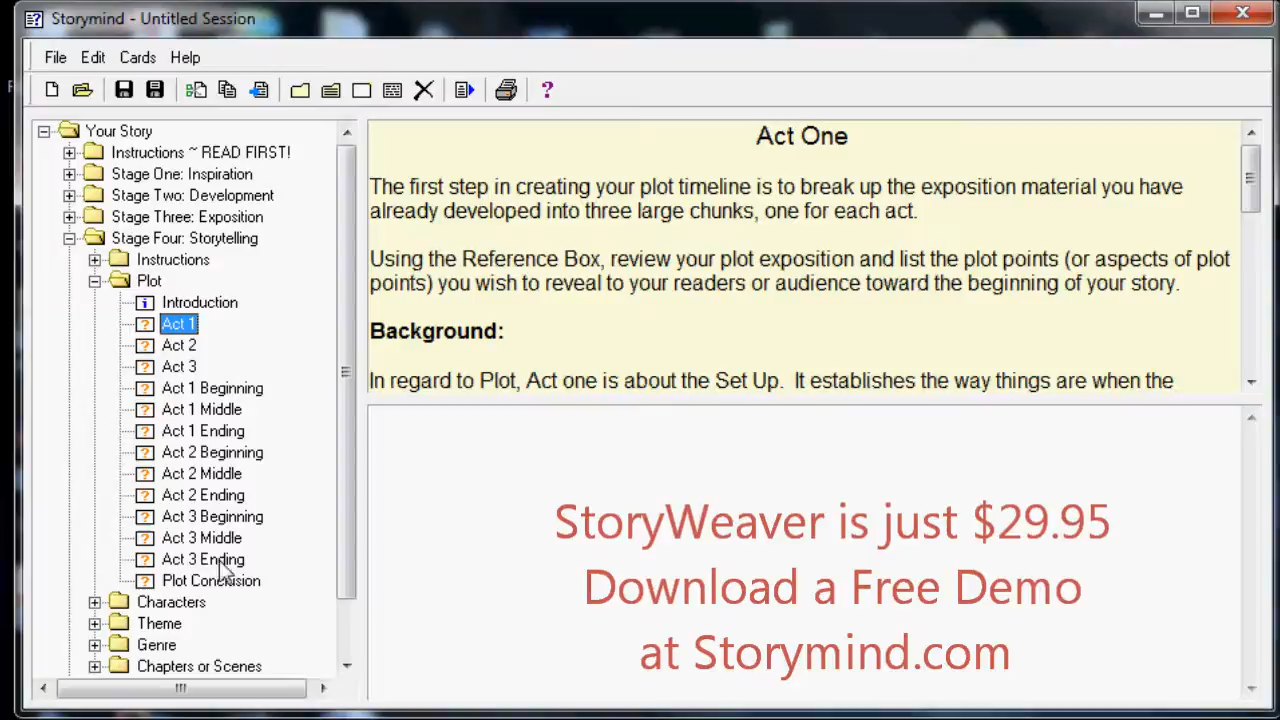 Storymind - Untitled Session
File Edit Cards Help
Your Story
Instructions ~ READ FIRST!
Stage One: Inspiration
Stage Two: Development
Stage Three: Exposition
Stage Four: Storytelling
Instructions
Plot
Introduction
Act 1
Act 2
Act 3
Act 1 Beginning
Act 1 Middle
Act 1 Ending
Act 2 Beginning
Act 2 Middle
Act 2 Ending
Act 3 Beginning
Act 3 Middle
Act 3 Ending
Plot Conclusion
Characters
Theme
Genre
Chapters or Scenes
Act One
The first step in creating your plot timeline is to break up the exposition material you have
already developed into three large chunks, one for each act.
Using the Reference Box, review your plot exposition and list the plot points (or aspects of plot
points) you wish to reveal to your readers or audience toward the beginning of your story.
Background:
In regard to Plot, Act one is about the Set Up.  It establishes the way things are when the
StoryWeaver is just $29.95
Download a Free Demo
at Storymind.com